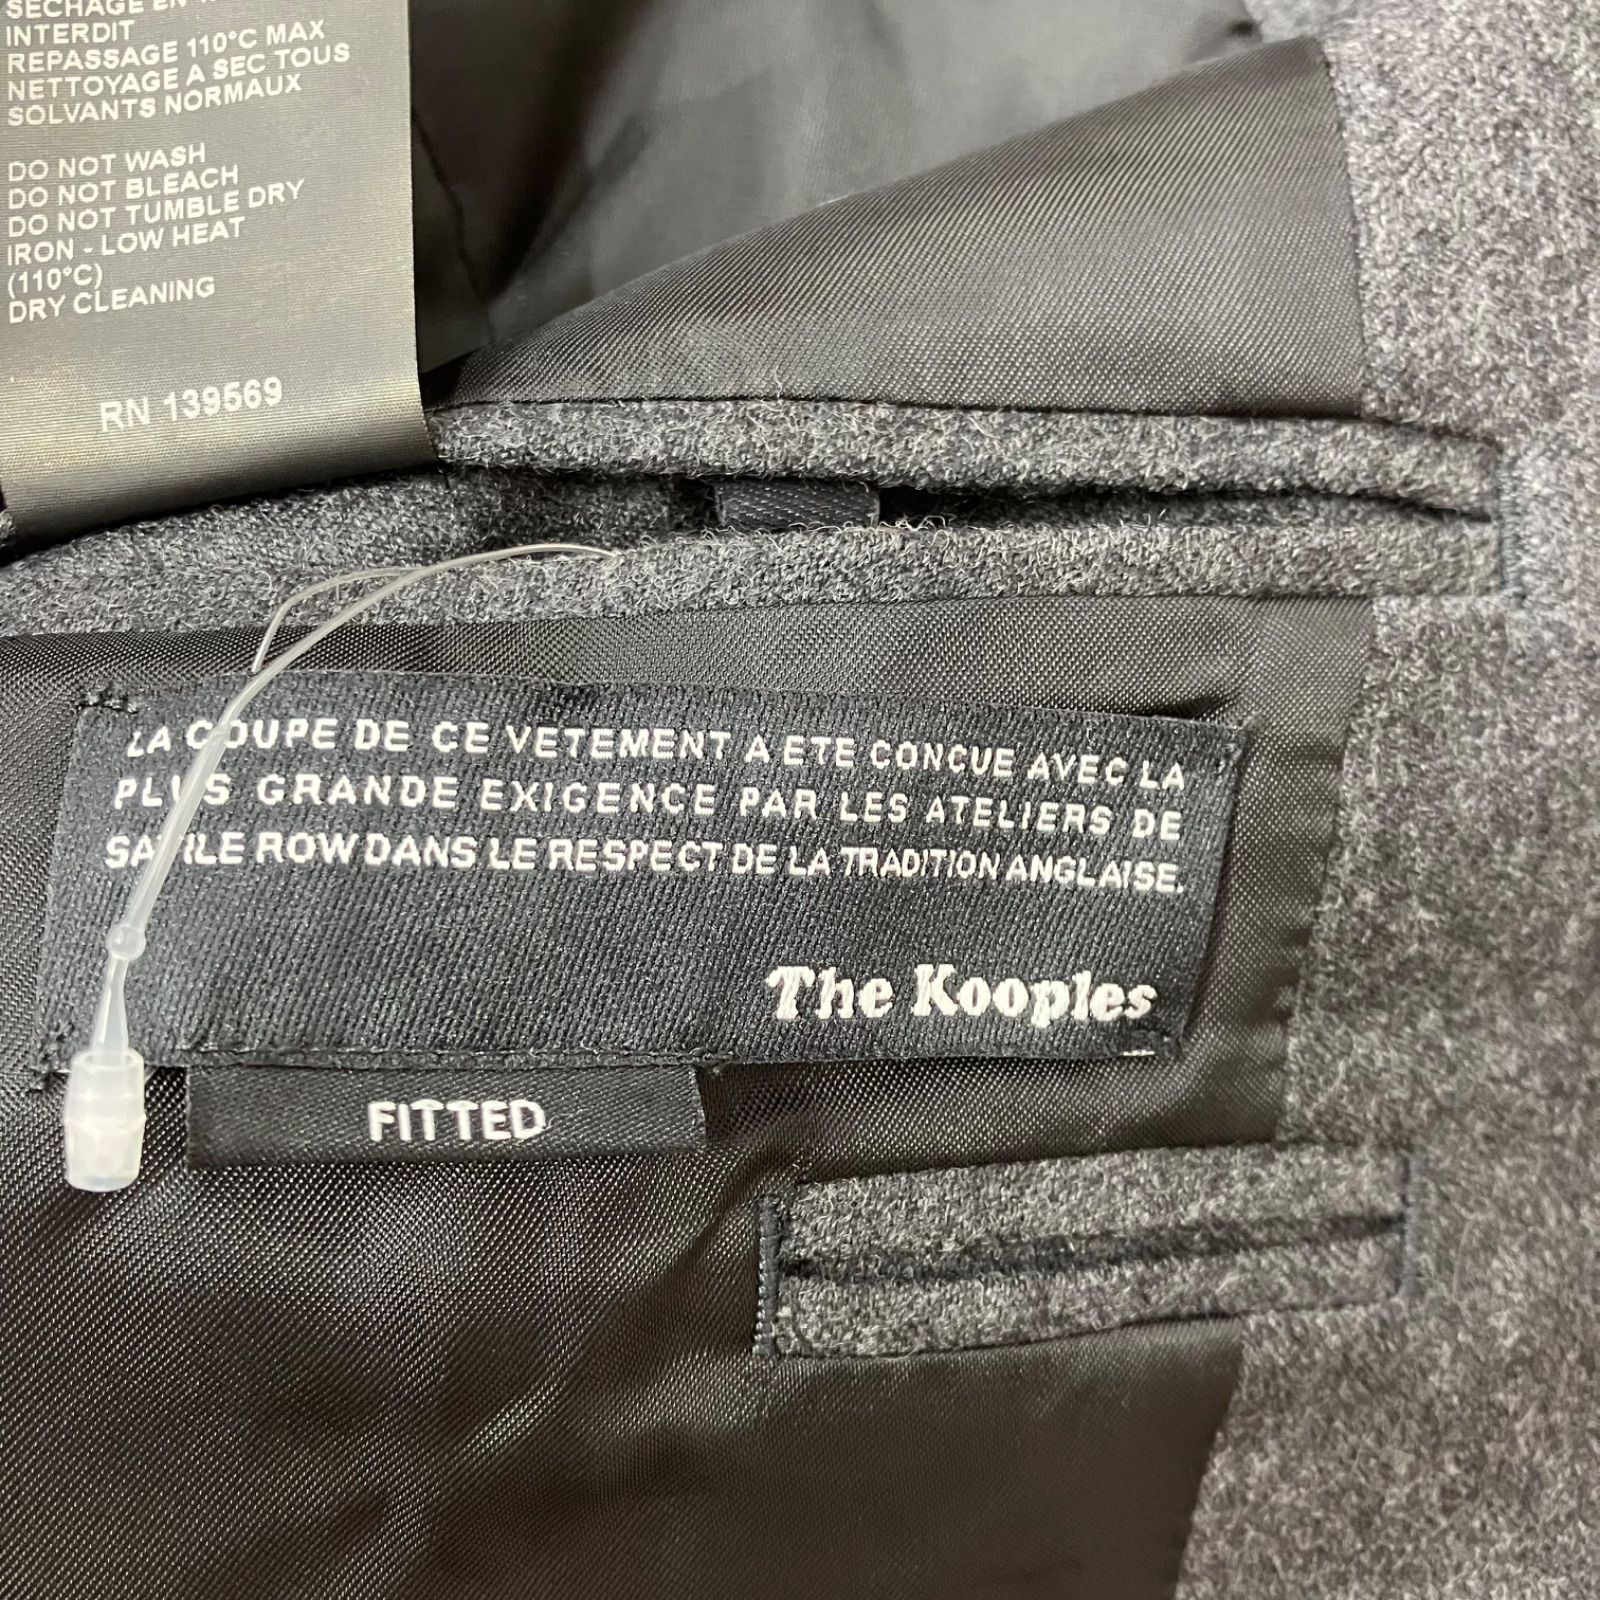 SECHAGE EN
INTERDIT
REPASSAGE 110°C MAX
NETTOYAGE A SEC TOUS
SOLVANTS NORMAUX
DO NOT WASH
DO NOT BLEACH
DO NOT TUMBLE DRY
IRON - LOW HEAT
(110°C)
DRY CLEANING
RN 139569
LA COUPE DE CE VETEMENT A ETE CONCUE AVEC LA
PLUS GRANDE EXIGENCE PAR LES ATELIERS DE
SAVILE ROW DANS LE RESPECT DE LA TRADITION ANGLAISE.
The Kooples
FITTED